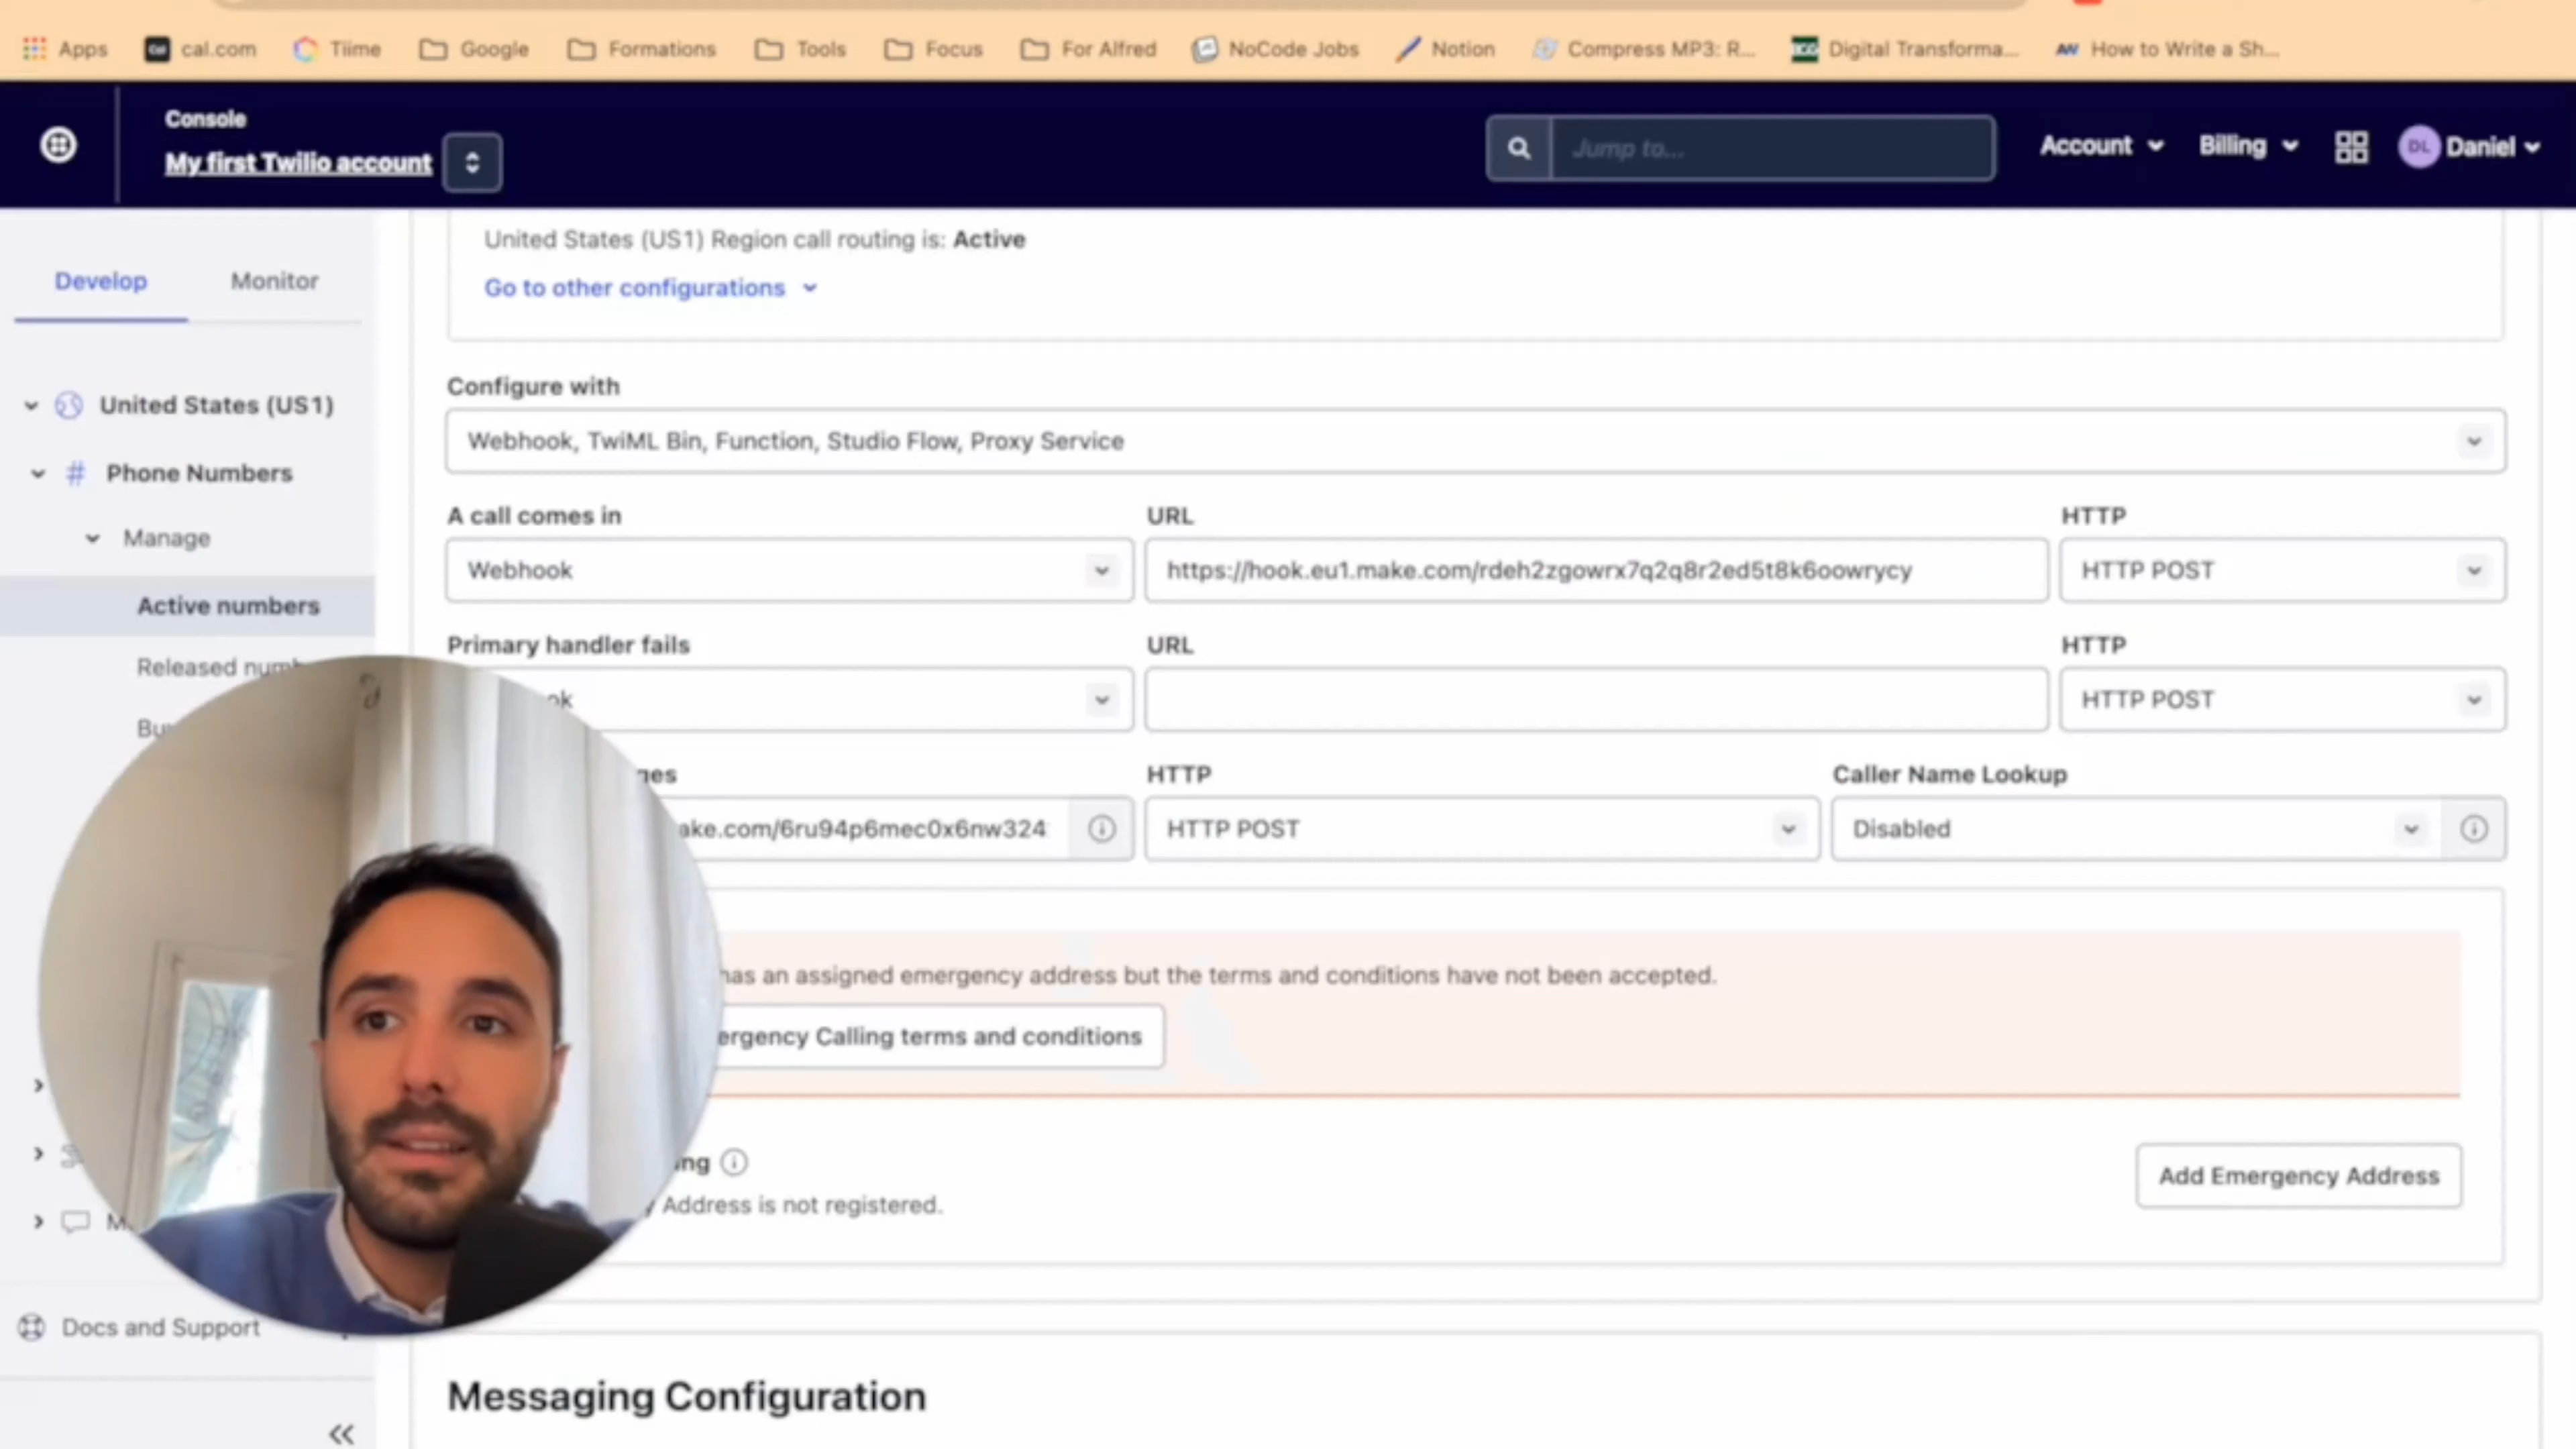 Apps
cal.com
Tiime
Google
Formations
Tools
Focus
For Alfred
NoCode Jobs
Notion
Compress MP3: R...
Digital Transforma...
How to Write a Sh...
Console
My first Twilio account
Jump to...
Account
Billing
DL
Daniel
Develop
Monitor
United States (US1)
Phone Numbers
Manage
Active numbers
Released numb
Docs and Support
United States (US1) Region call routing is: Active
Go to other configurations
Configure with
Webhook, TwiML Bin, Function, Studio Flow, Proxy Service
A call comes in
URL
HTTP
Webhook
https://hook.eu1.make.com/rdeh2zgowrx7q2q8r2ed5t8k6oowrycy
HTTP POST
Primary handler fails
URL
HTTP
ok
HTTP POST
ges
HTTP
Caller Name Lookup
ake.com/6ru94p6mec0x6nw324
HTTP POST
Disabled
has an assigned emergency address but the terms and conditions have not been accepted.
ergency Calling terms and conditions
ng
Add Emergency Address
y Address is not registered.
Messaging Configuration